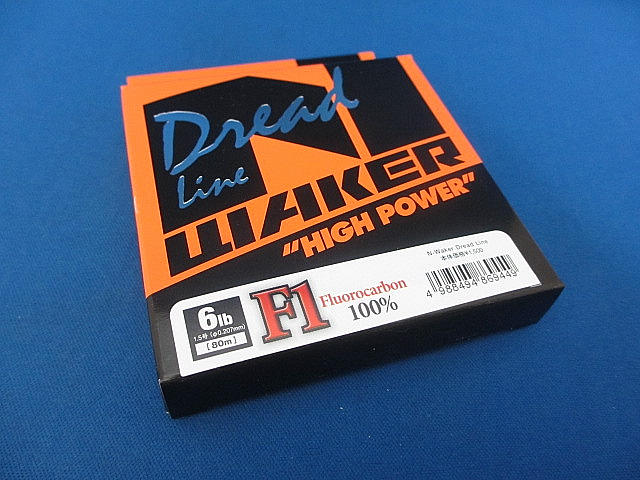 Dread
Line
N
WAKER
"HIGH POWER"
N-Waker Dread Line
本体価格¥1,500
6lb
1.5号 (φ0.207mm)
[80m]
F1
Fluorocarbon
100%
4 988494 869449